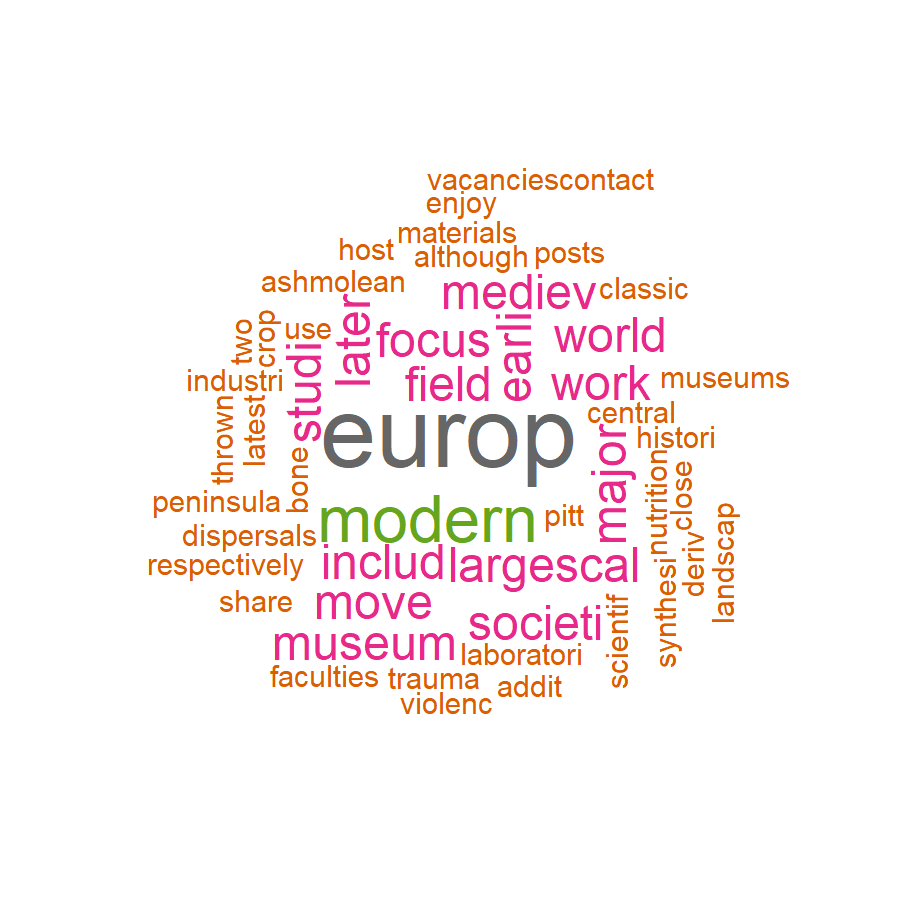 vacanciescontact
enjoy
materials
host
although
posts
ashmolean
mediev
classic
later
earli
crop
two
use
focus
world
studi
industri
field
work
museums
thrown
latest
europ
central
histori
major
bone
nutrition
close
peninsula
modern
pitt
landscap
dispersals
deriv
respectively
includ
largescal
synthesi
share
move
societi
scientif
museum
laboratori
faculties
trauma
addit
violenc